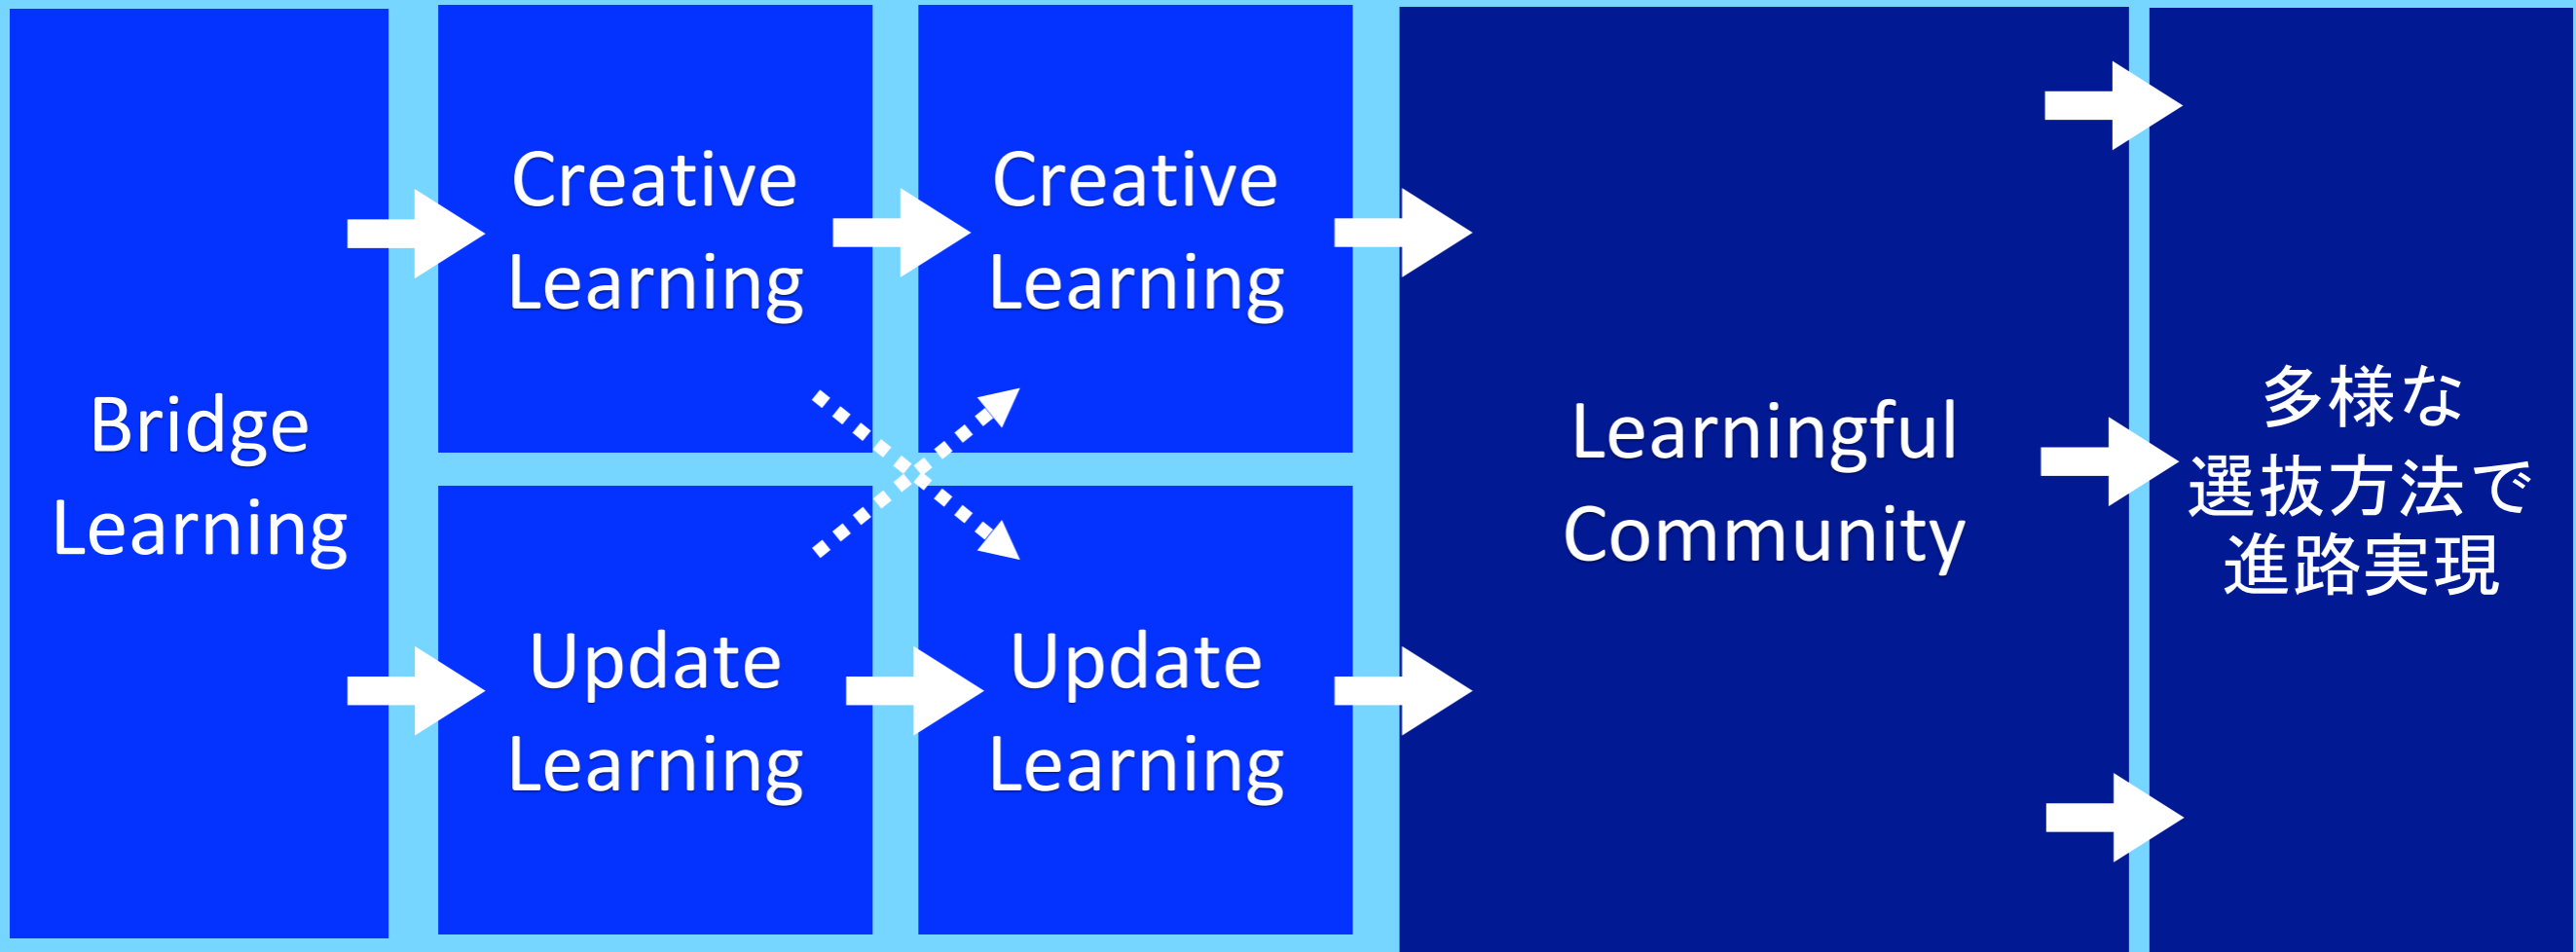 Bridge
Learning
Creative
Learning
Update
Learning
Creative
Learning
Update
Learning
Learningful
Community
多様な
選抜方法で
進路実現